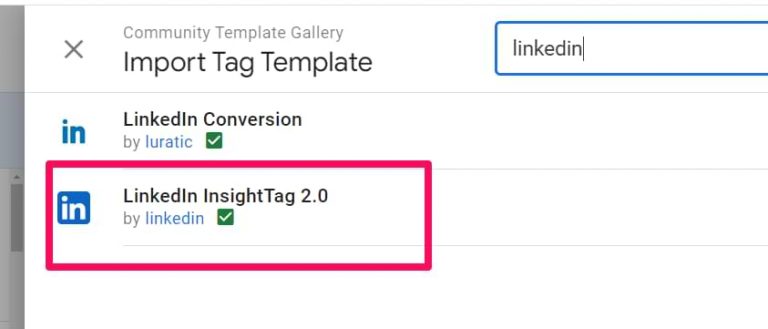 Community Template Gallery
Import Tag Template
linkedin
in
LinkedIn Conversion
by luratic
in
LinkedIn InsightTag 2.0
by linkedin